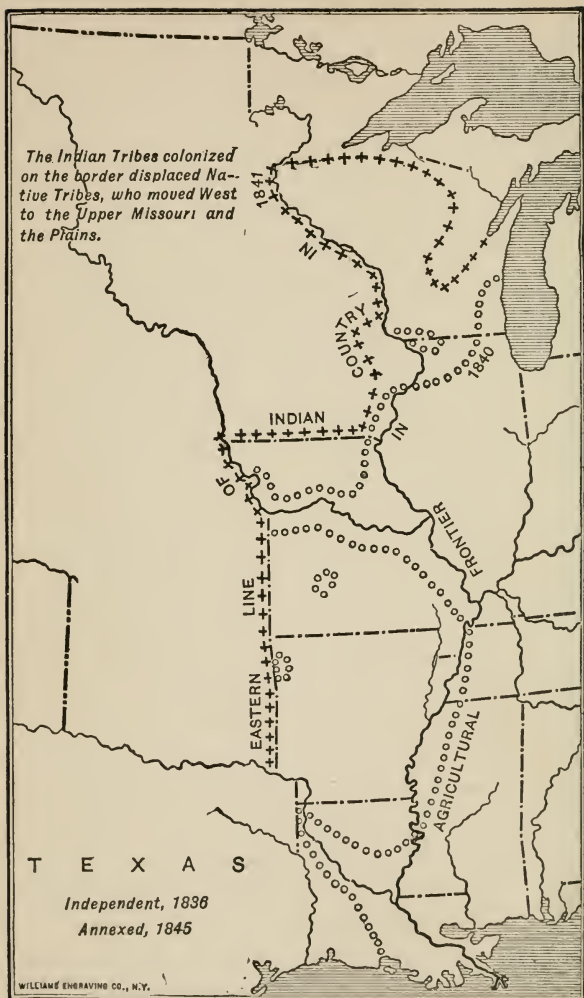 The Indian Tribes colonized
on the border displaced Na-
tive Tribes, who moved West
to the Upper Missouri and
the Plains.
EASTERN LINE OF INDIAN COUNTRY IN 1841
AGRICULTURAL FRONTIER IN 1840
TEXAS
Independent, 1836
Annexed, 1845
WILLIAMS ENGRAVING CO., N.Y.